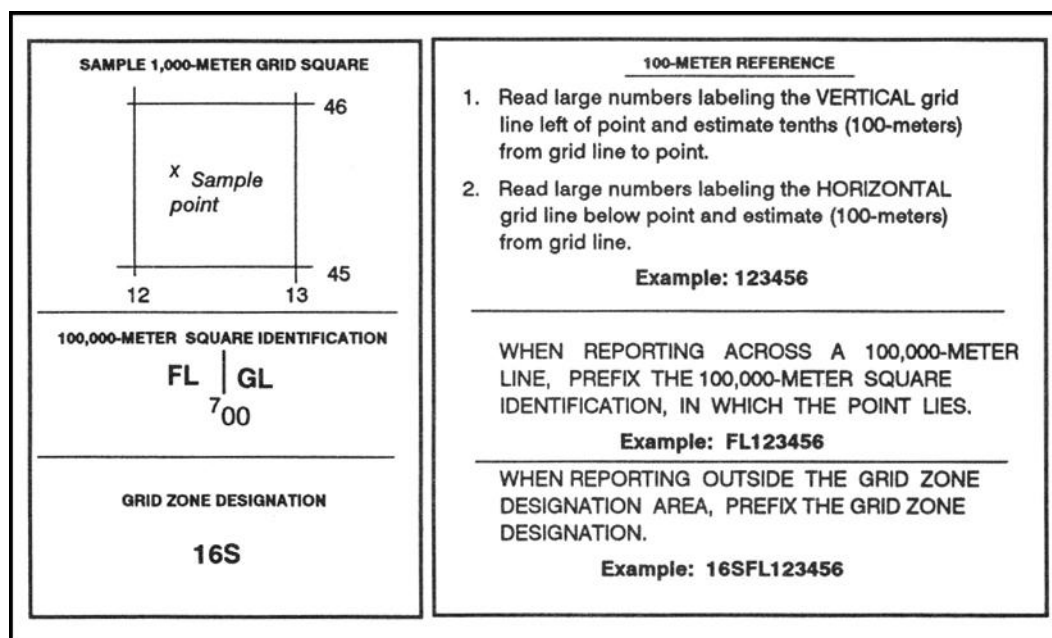 SAMPLE 1,000-METER GRID SQUARE
46
x Sample
point
45
12 13
100,000-METER SQUARE IDENTIFICATION
FL GL
700
GRID ZONE DESIGNATION
16S
100-METER REFERENCE
1. Read large numbers labeling the VERTICAL grid
line left of point and estimate tenths (100-meters)
from grid line to point.
2. Read large numbers labeling the HORIZONTAL
grid line below point and estimate (100-meters)
from grid line.
Example: 123456
WHEN REPORTING ACROSS A 100,000-METER
LINE, PREFIX THE 100,000-METER SQUARE
IDENTIFICATION, IN WHICH THE POINT LIES.
Example: FL123456
WHEN REPORTING OUTSIDE THE GRID ZONE
DESIGNATION AREA, PREFIX THE GRID ZONE
DESIGNATION.
Example: 16SFL123456